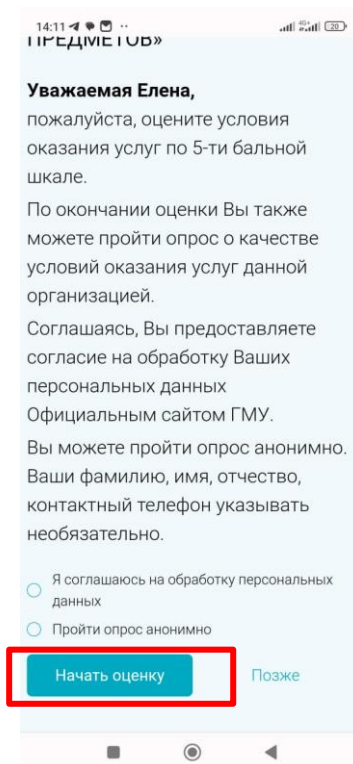 14:11
20
ПРЕДМЕТОВ»
Уважаемая Елена,
пожалуйста, оцените условия
оказания услуг по 5-ти бальной
шкале.
По окончании оценки Вы также
можете пройти опрос о качестве
условий оказания услуг данной
организацией.
Соглашаясь, Вы предоставляете
согласие на обработку Ваших
персональных данных
Официальным сайтом ГМУ.
Вы можете пройти опрос анонимно.
Ваши фамилию, имя, отчество,
контактный телефон указывать
необязательно.
Я соглашаюсь на обработку персональных
данных
Пройти опрос анонимно
Начать оценку Позже